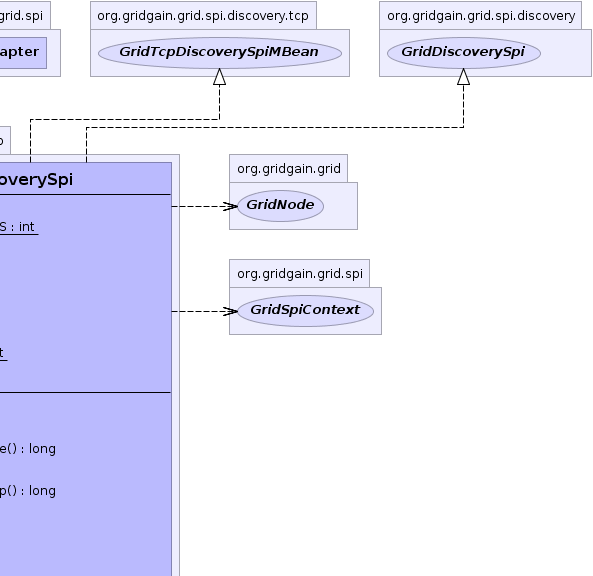 grid.spi
org.gridgain.grid.spi.discovery.tcp
org.gridgain.grid.spi.discovery
apter
GridTcpDiscoverySpiMBean
GridDiscoverySpi
p
overySpi
org.gridgain.grid
GridNode
S : int
org.gridgain.grid.spi
GridSpiContext
t
e() : long
p() : long